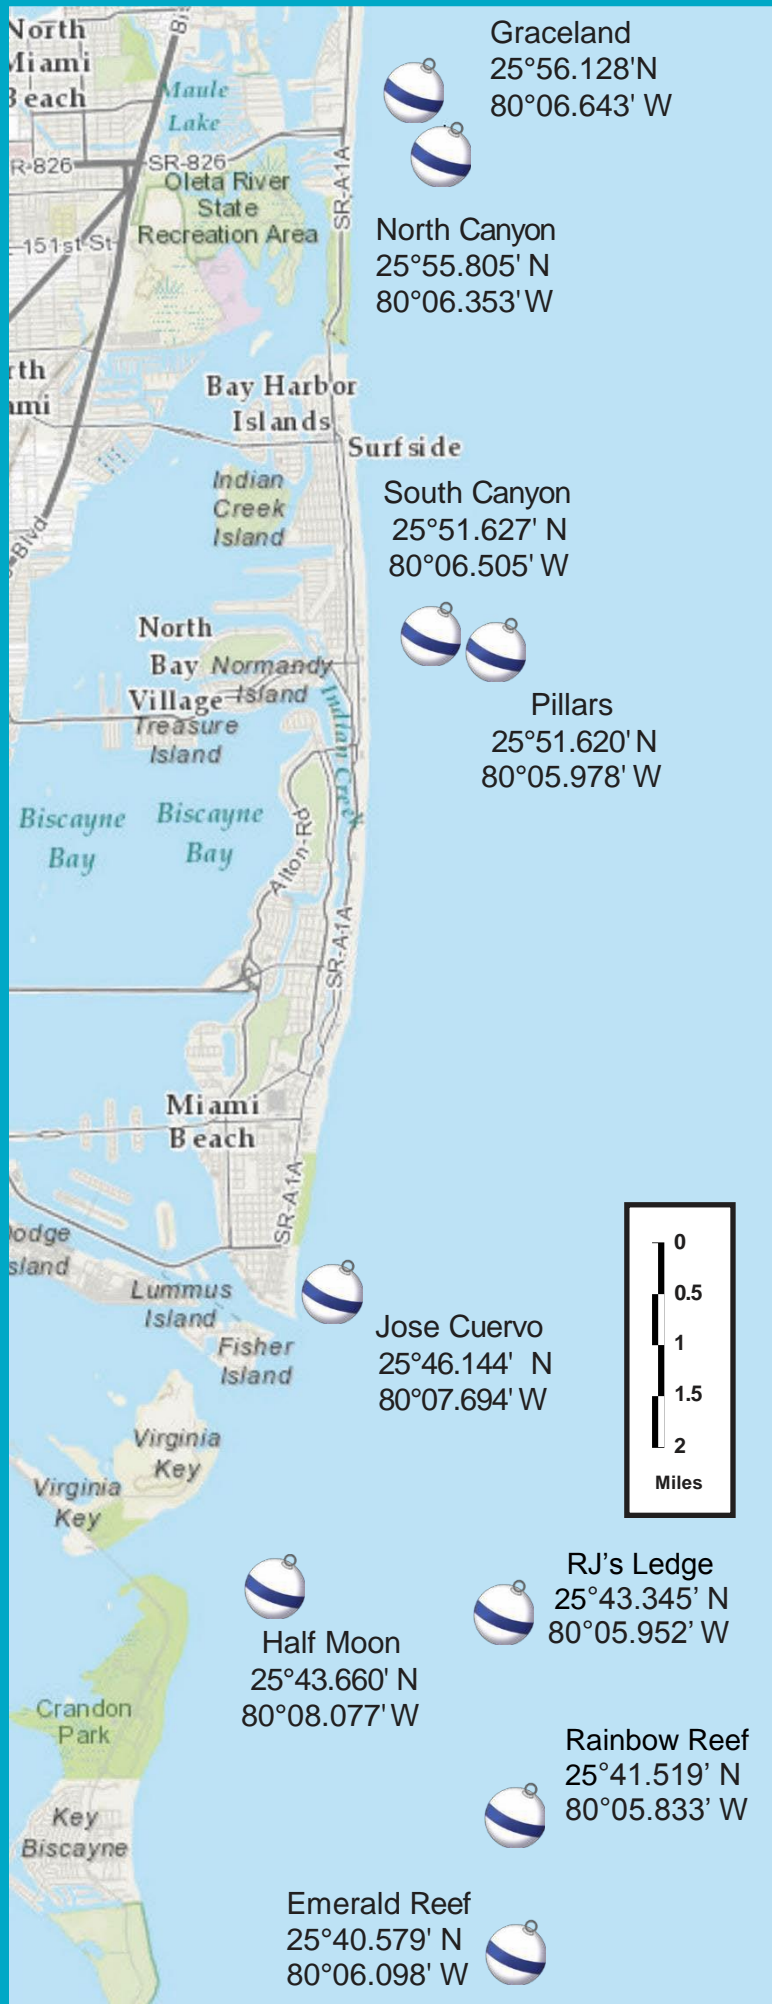 North
Miami
Beach
Bis
Maule
Lake
R-826
SR-826
Oleta River
State
Recreation Area
SR-A1A
151st St
Graceland
25°56.128'N
80°06.643' W
North Canyon
25°55.805' N
80°06.353' W
rth
ami
Bay Harbor
Islands
Surfside
Indian
Creek
Island
Blvd
South Canyon
25°51.627' N
80°06.505' W
North
Bay
Village
Normandy
Island
Treasure
Island
Indian Creek
Pillars
25°51.620' N
80°05.978' W
Biscayne
Bay
Biscayne
Bay
Alton-Rd
SR-A1A
Miami
Beach
SR-A1A
odge
sland
Lummus
Island
Fisher
Island
Jose Cuervo
25°46.144' N
80°07.694' W
0
0.5
1
1.5
2
Miles
Virginia
Key
Virginia
Key
Half Moon
25°43.660' N
80°08.077' W
RJ's Ledge
25°43.345’ N
80°05.952’ W
Crandon
Park
Rainbow Reef
25°41.519’ N
80°05.833’ W
Key
Biscayne
Emerald Reef
25°40.579' N
80°06.098' W